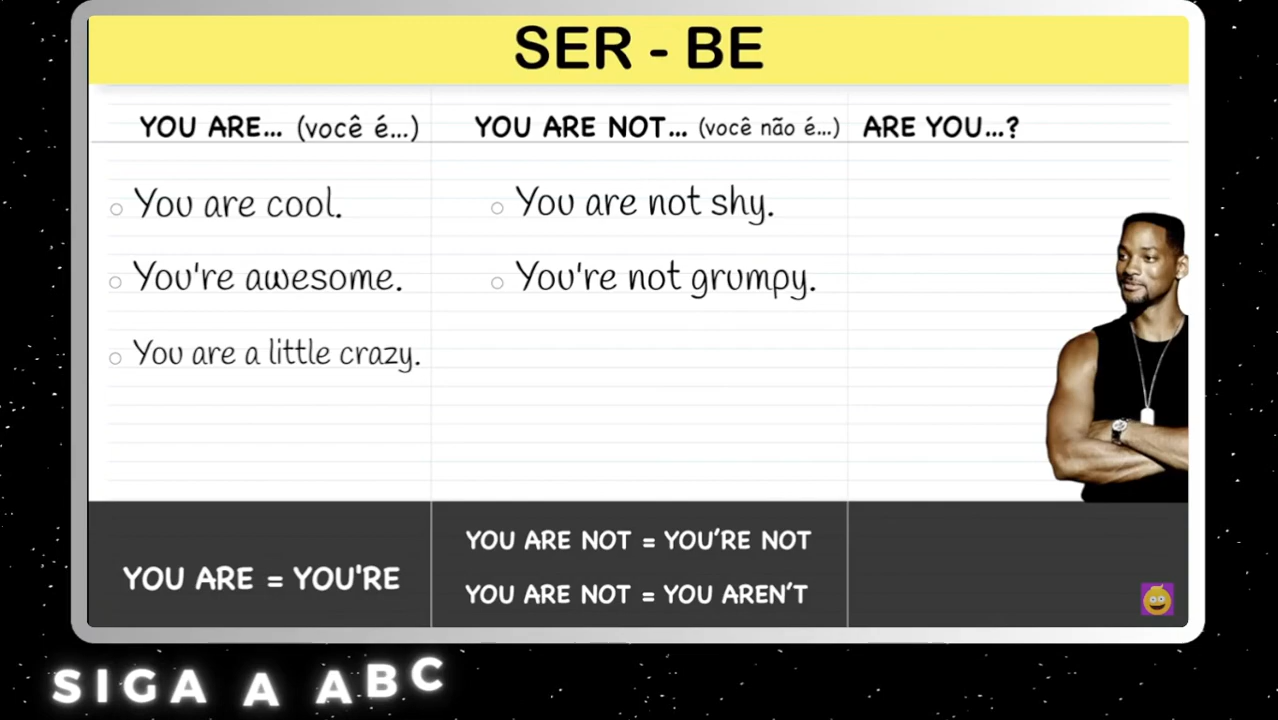 SER - BE
YOU ARE... (você é...)
YOU ARE NOT... (você não é...)
ARE YOU...?
You are cool.
You're awesome.
You are a little crazy.
You are not shy.
You're not grumpy.
YOU ARE = YOU'RE
YOU ARE NOT = YOU'RE NOT
YOU ARE NOT = YOU AREN'T
SIGA A ABC